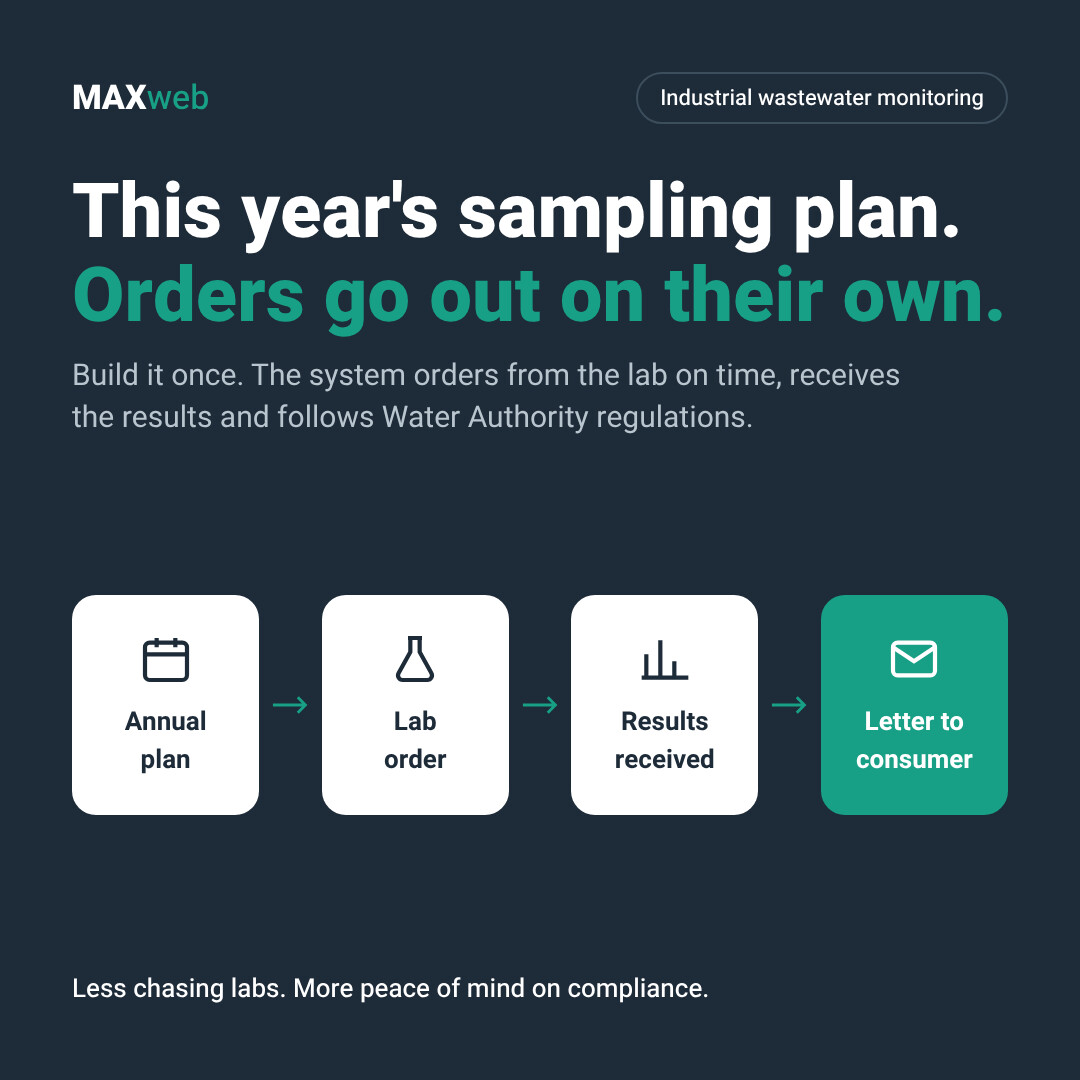 MAXweb
Industrial wastewater monitoring
This year's sampling plan.
Orders go out on their own.
Build it once. The system orders from the lab on time, receives
the results and follows Water Authority regulations.
Annual
plan
Lab
order
Results
received
Letter to
consumer
Less chasing labs. More peace of mind on compliance.